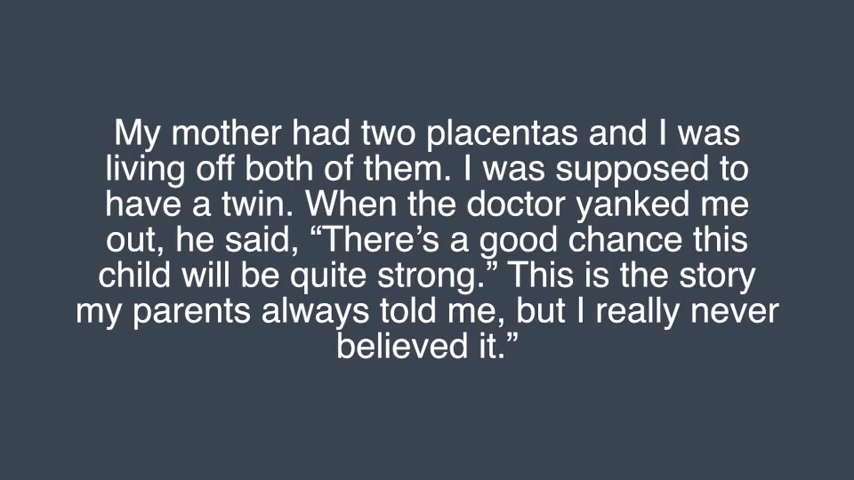 My mother had two placentas and I was
living off both of them. I was supposed to
have a twin. When the doctor yanked me
out, he said, “There’s a good chance this
child will be quite strong.” This is the story
my parents always told me, but I really never
believed it.”